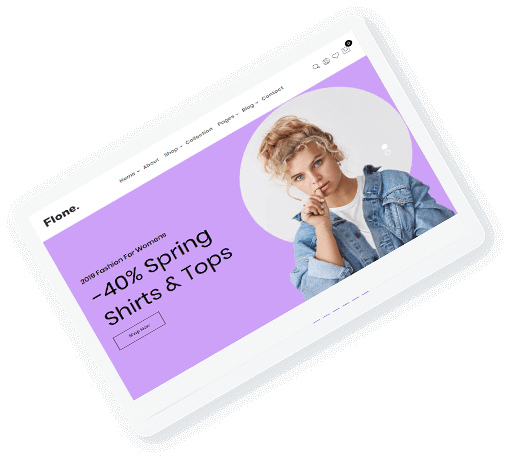 Flone.
Home About Shop Collection Pages Blog Contact
0
2019 Fashion For Womens
-40% Spring
Shirts & Tops
Shop Now